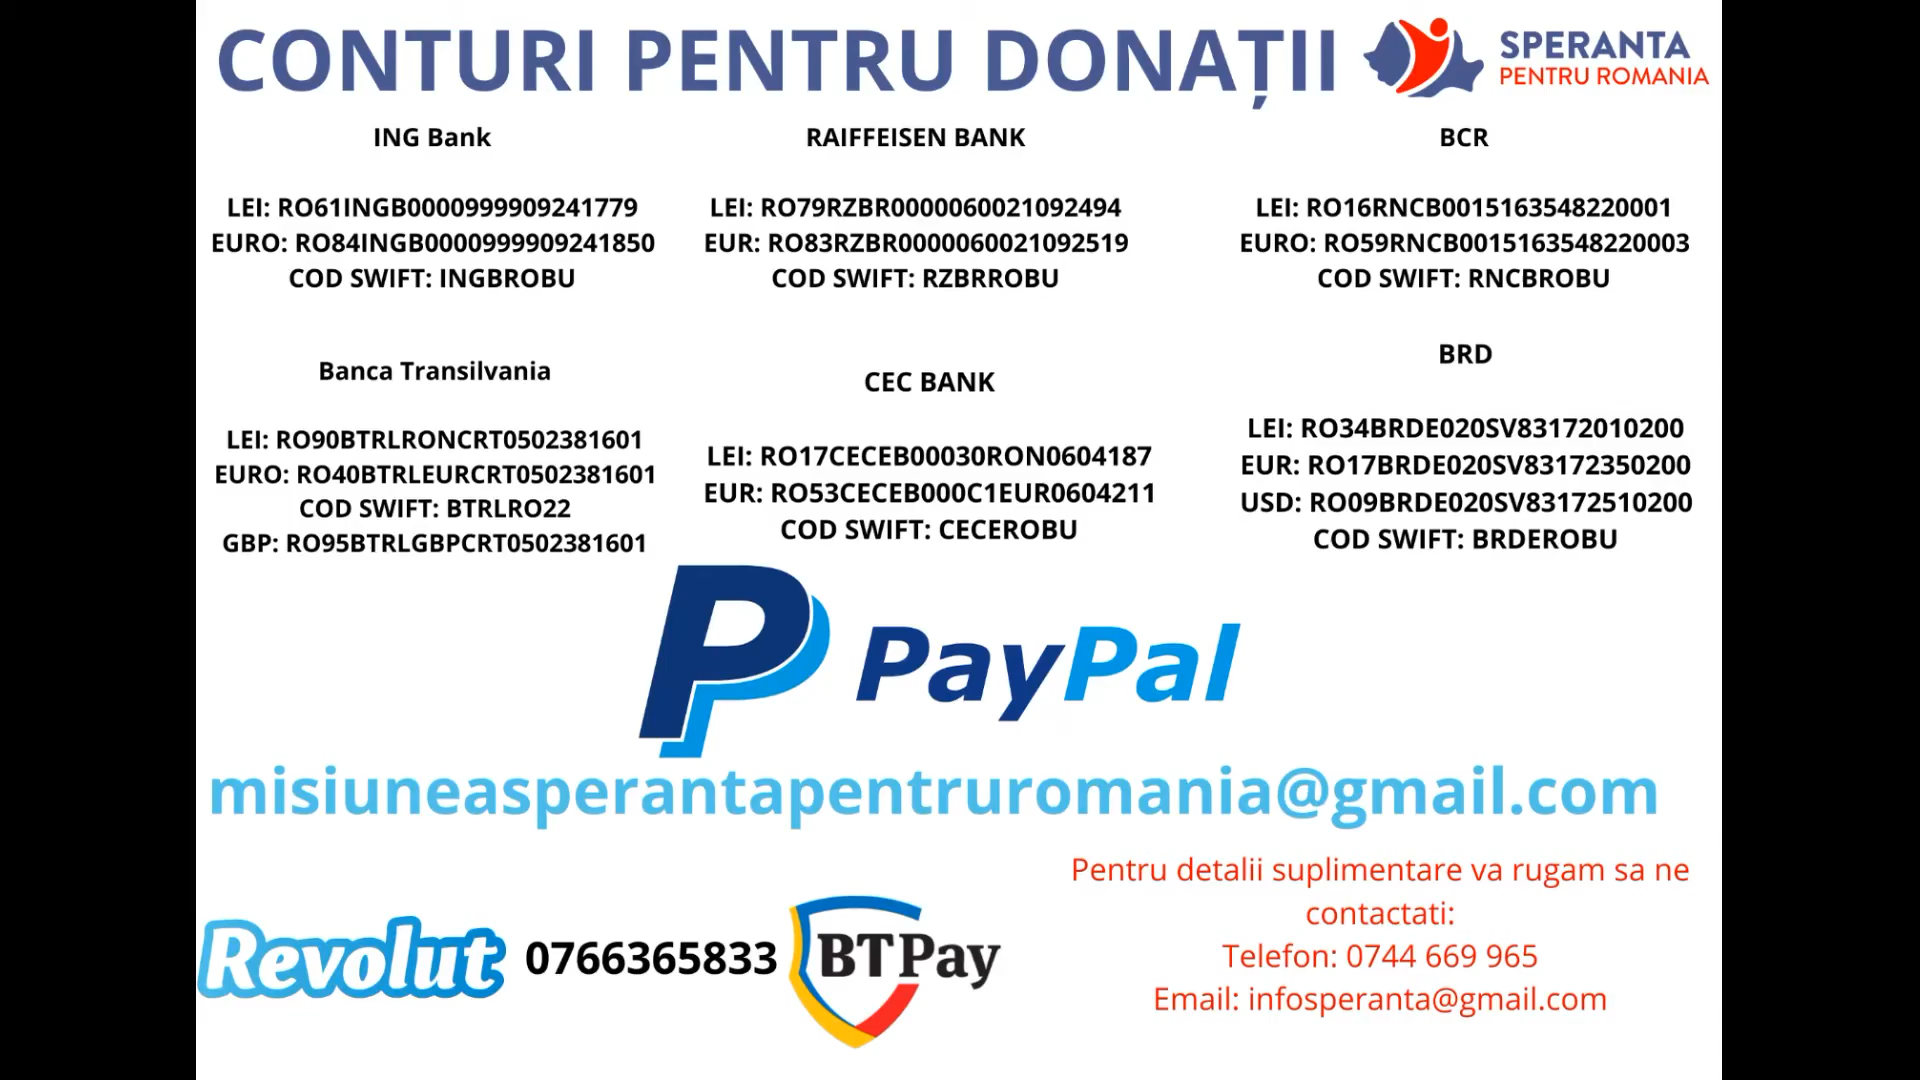 CONTURI PENTRU DONAȚII
SPERANTA
PENTRU ROMANIA
ING Bank
LEI: RO61INGB0000999909241779
EURO: RO84INGB0000999909241850
COD SWIFT: INGBROBU
RAIFFEISEN BANK
LEI: RO79RZBR0000060021092494
EUR: RO83RZBR0000060021092519
COD SWIFT: RZBRROBU
BCR
LEI: RO16RNCB0015163548220001
EURO: RO59RNCB0015163548220003
COD SWIFT: RNCBROBU
Banca Transilvania
LEI: RO90BTRLRONCRT0502381601
EURO: RO40BTRLEURCRT0502381601
COD SWIFT: BTRLRO22
GBP: RO95BTRLGBPCRT0502381601
CEC BANK
LEI: RO17CECEB00030RON0604187
EUR: RO53CECEB000C1EUR0604211
COD SWIFT: CECEROBU
BRD
LEI: RO34BRDE020SV83172010200
EUR: RO17BRDE020SV83172350200
USD: RO09BRDE020SV83172510200
COD SWIFT: BRDEROBU
PayPal
misiuneasperantapentruromania@gmail.com
Revolut 0766365833 BT Pay
Pentru detalii suplimentare va rugam sa ne
contactati:
Telefon: 0744 669 965
Email: infosperanta@gmail.com